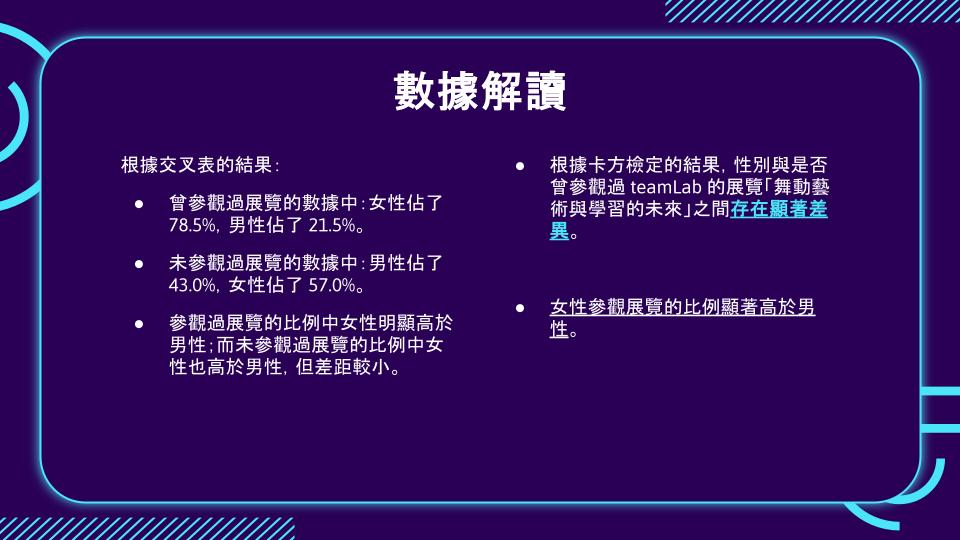 數據解讀
根據交叉表的結果：
● 曾參觀過展覽的數據中：女性佔了
78.5%，男性佔了 21.5%。
● 未參觀過展覽的數據中：男性佔了
43.0%，女性佔了 57.0%。
● 參觀過展覽的比例中女性明顯高於
男性；而未參觀過展覽的比例中女
性也高於男性，但差距較小。
● 根據卡方檢定的結果，性別與是否
曾參觀過 teamLab 的展覽「舞動藝
術與學習的未來」之間存在顯著差
異。
● 女性參觀展覽的比例顯著高於男
性。